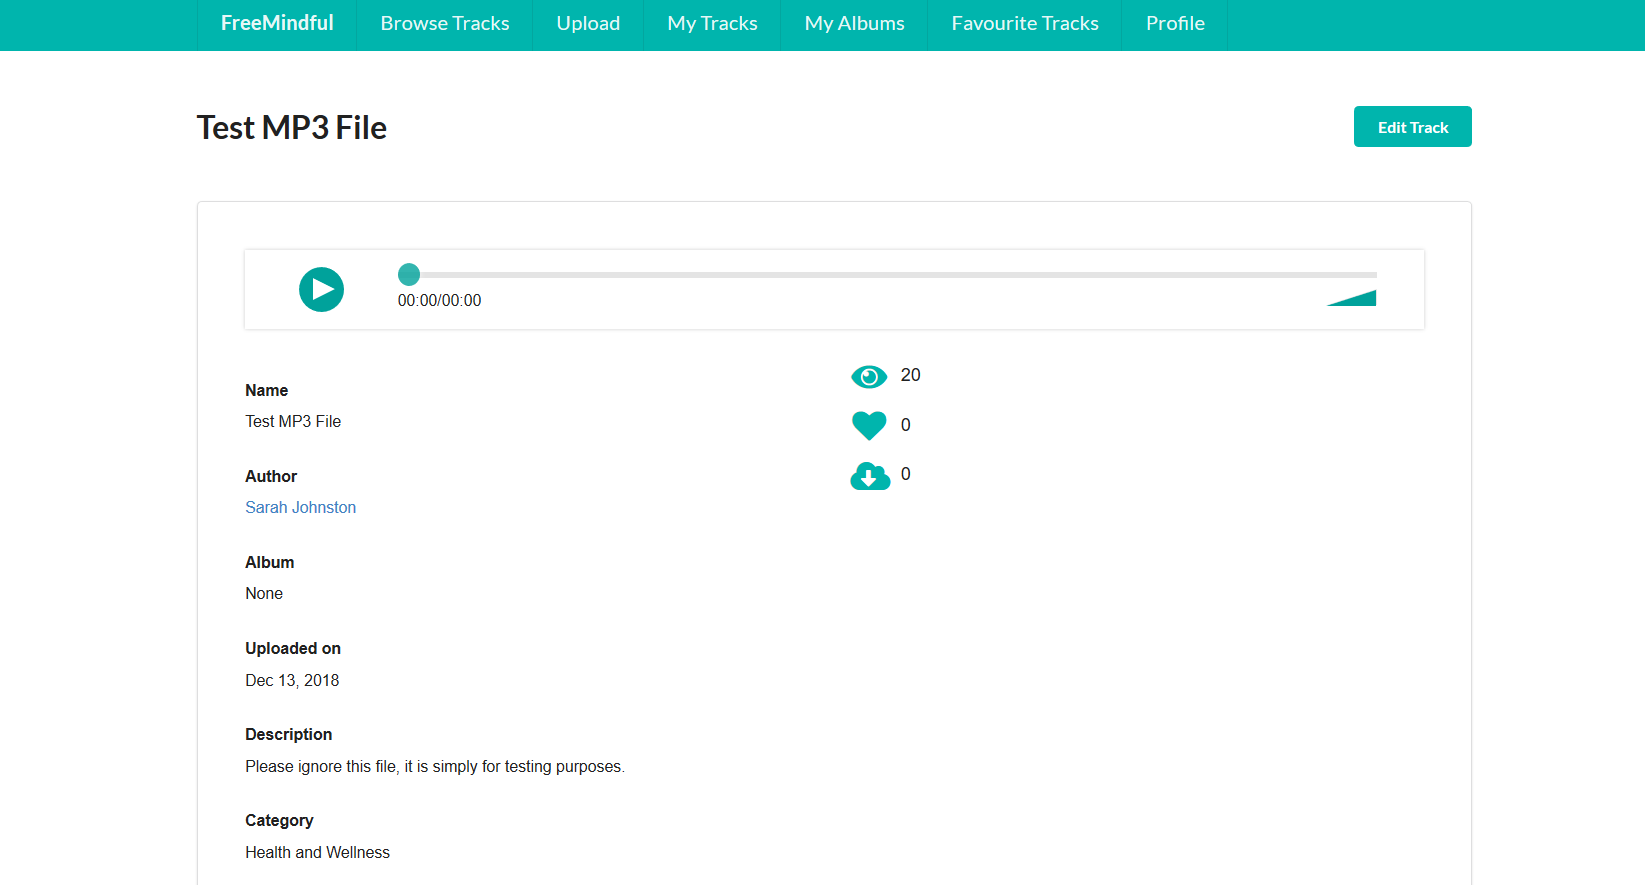 FreeMindful Browse Tracks Upload My Tracks My Albums Favourite Tracks Profile
Test MP3 File
Edit Track
00:00/00:00
20
0
0
Name
Test MP3 File
Author
Sarah Johnston
Album
None
Uploaded on
Dec 13, 2018
Description
Please ignore this file, it is simply for testing purposes.
Category
Health and Wellness